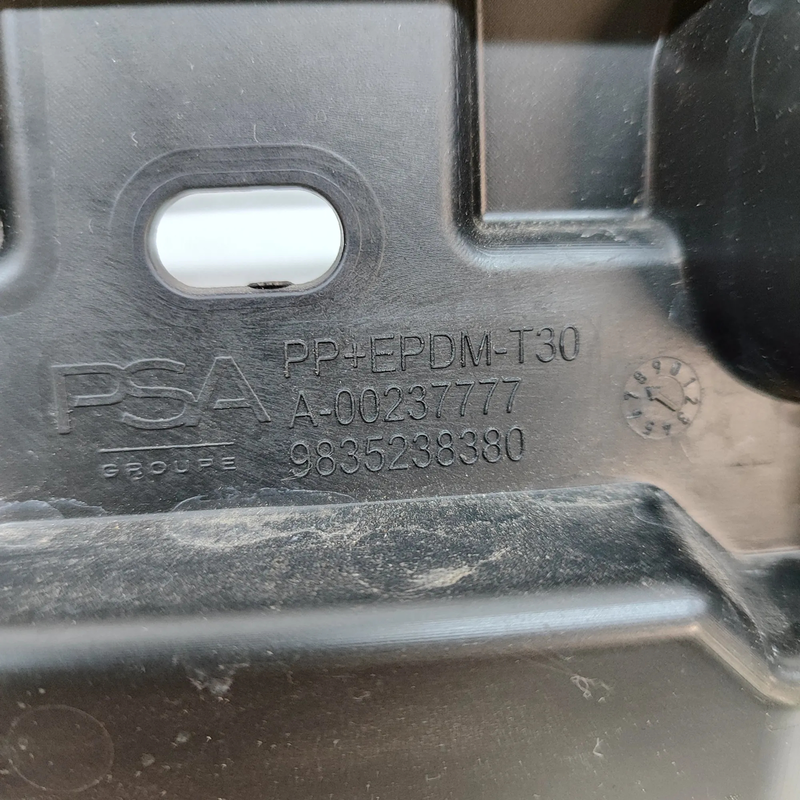 PSA
GROUPE
PP+EPDM-T30
A-00237777
9835238380